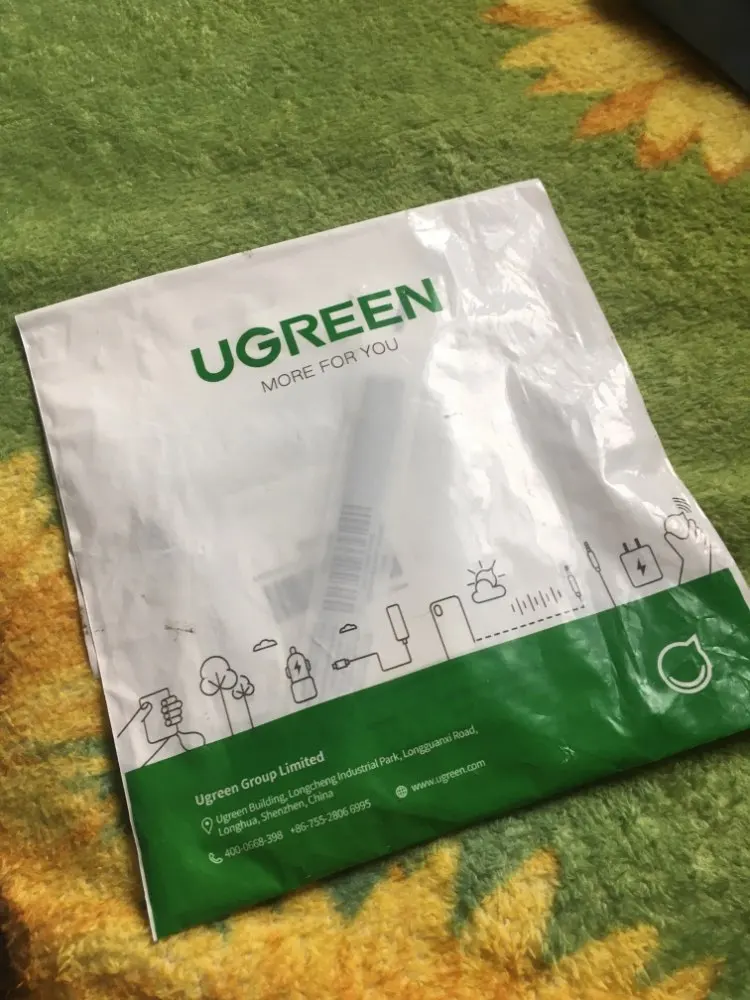 UGREEN
MORE FOR YOU
Ugreen Group Limited
Ugreen Building, Longcheng Industrial Park, Longguanxi Road,
Longhua, Shenzhen, China
400-0668-398 +86-755-2806 6995
www.ugreen.com